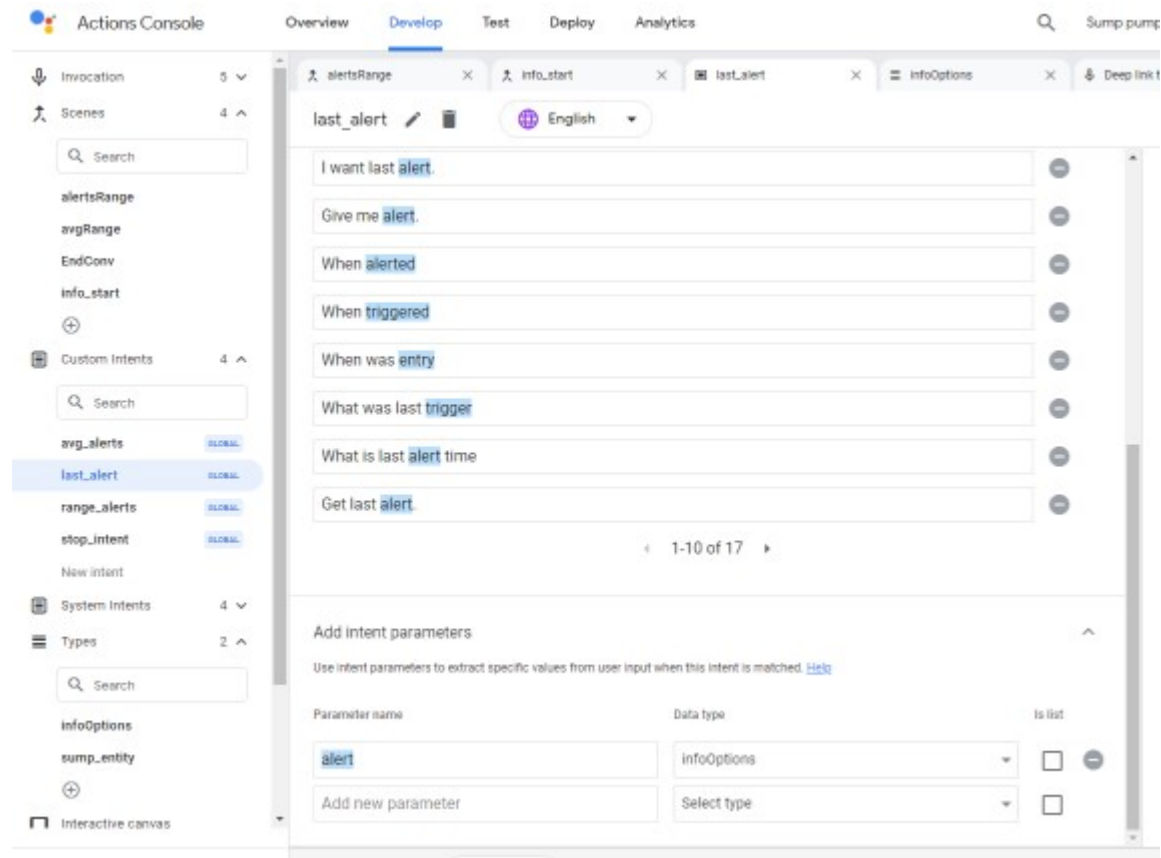 Actions Console
Overview Develop Test Deploy Analytics
Sump pump
Invocation 5
Scenes 4
Search
alertsRange
avgRange
EndConv
info_start
Custom Intents 4
Search
avg_alerts GLOBAL
last_alert GLOBAL
range_alerts GLOBAL
stop_intent GLOBAL
New intent
System Intents 4
Types 2
Search
infoOptions
sump_entity
Interactive canvas
alertsRange info_start last_alert infoOptions Deep link t
last_alert English
I want last alert.
Give me alert.
When alerted
When triggered
When was entry
What was last trigger
What is last alert time
Get last alert.
1-10 of 17
Add intent parameters
Use intent parameters to extract specific values from user input when this intent is matched. Help
Parameter name Data type Is list
alert infoOptions
Add new parameter Select type